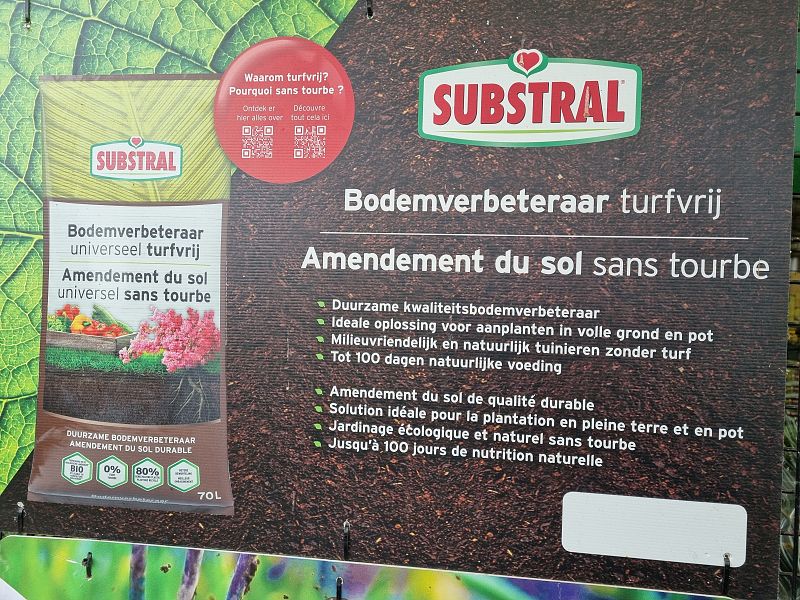 Waarom turfvrij?
Pourquoi sans tourbe ?
Ontdek er
hier alles over
Découvre
tout cela ici
SUBSTRAL
SUBSTRAL
Bodemverbeteraar
universeel turfvrij
Amendement du sol
universel sans tourbe
DUURZAME BODEMVERBETERAAR
AMENDEMENT DU SOL DURABLE
BIO
0%
80%
70L
Bodemverbeteraar
Bodemverbeteraar turfvrij
Amendement du sol sans tourbe
Duurzame kwaliteitsbodemverbeteraar
Ideale oplossing voor aanplanten in volle grond en pot
Milieuvriendelijk en natuurlijk tuinieren zonder turf
Tot 100 dagen natuurlijke voeding
Amendement du sol de qualité durable
Solution idéale pour la plantation en pleine terre et en pot
Jardinage écologique et naturel sans tourbe
Jusqu'à 100 jours de nutrition naturelle